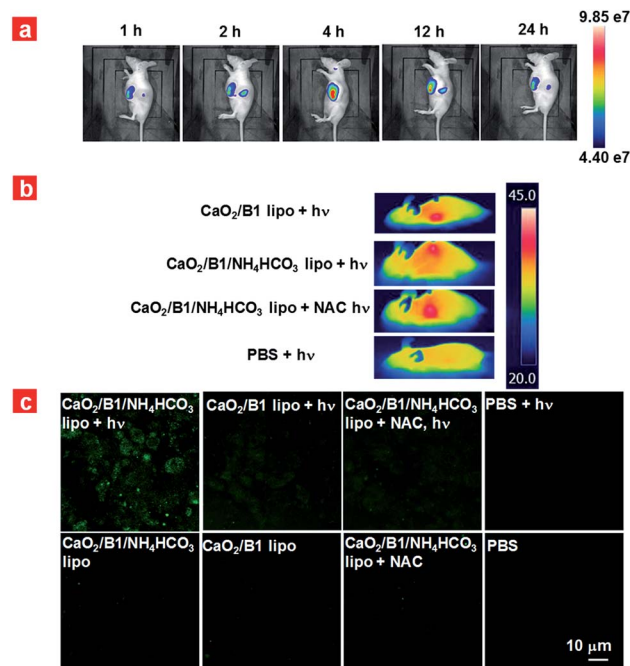 a
1 h 2 h 4 h 12 h 24 h
9.85 e7
4.40 e7
b
CaO₂/B1 lipo + hν
CaO₂/B1/NH4HCO₃ lipo + hν
CaO₂/B1/NH4HCO₃ lipo + NAC hν
PBS + hν
45.0
20.0
c
CaO₂/B1/NH₄HCO₃
lipo + hν
CaO₂/B1 lipo + hν
CaO₂/B1/NH₄HCO₃
lipo + NAC, hν
PBS + hν
CaO₂/B1/NH₄HCO₃
lipo
CaO₂/B1 lipo
CaO₂/B1/NH₄HCO₃
lipo + NAC
PBS
10 μm